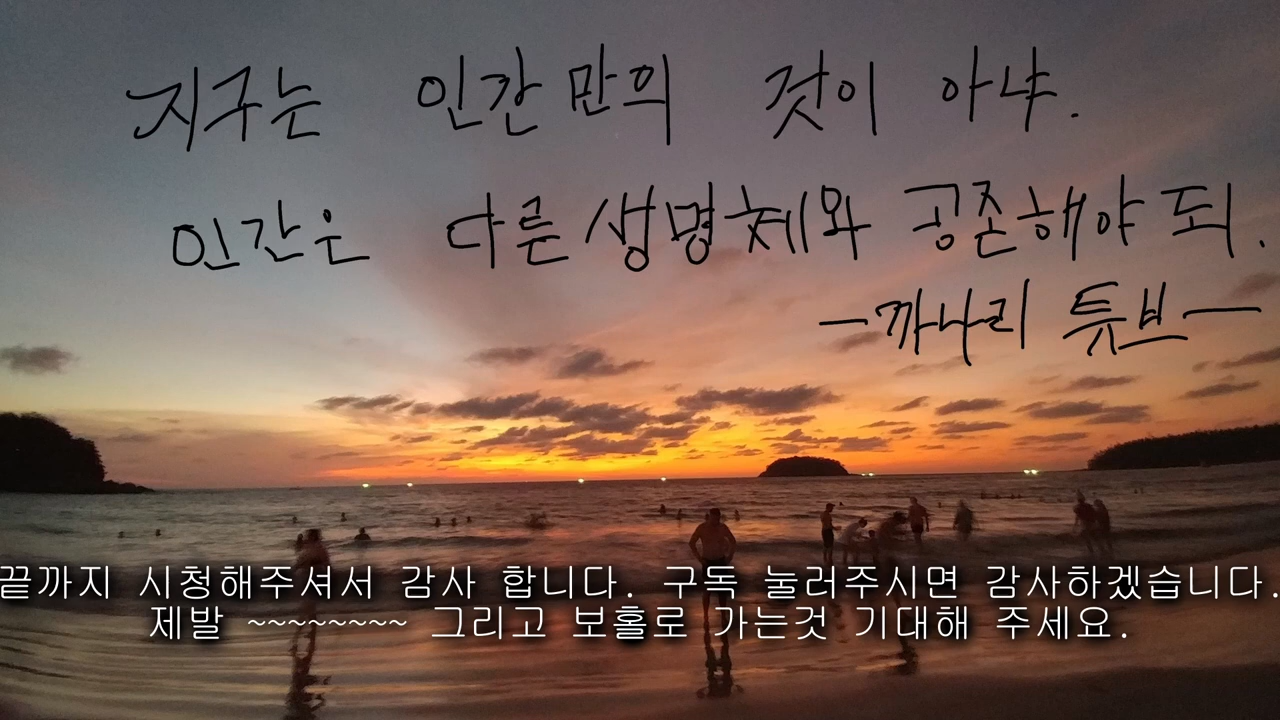 지구는 인간만의 것이 아냐.
인간은 다른 생명체와 공존해야 되.
-까나리 튜브-
끝까지 시청해주셔서 감사 합니다. 구독 눌러주시면 감사하겠습니다.
제발 ~~~~~~~~ 그리고 보홀로 가는것 기대해 주세요.